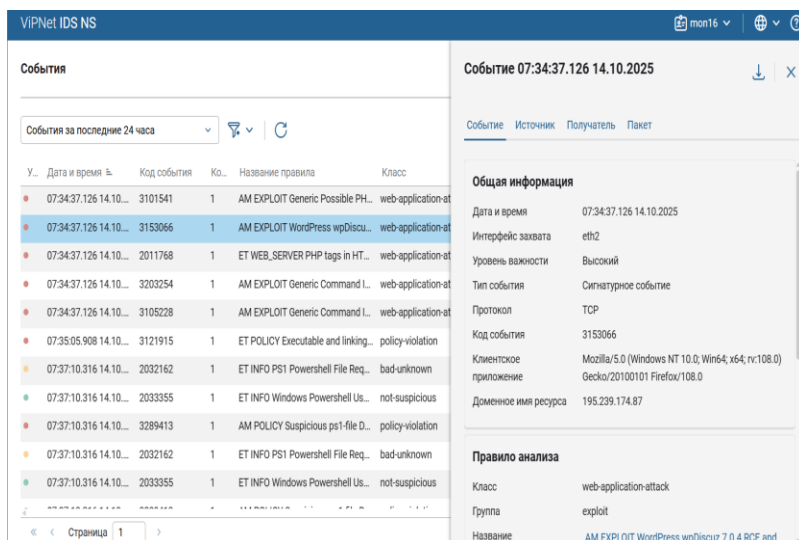 ViPNet IDS NS
mon16
События
События за последние 24 часа
У... Дата и время Код события Ко... Название правила Класс
07:34:37.126 14.10.... 3101541 1 AM EXPLOIT Generic Possible PH... web-application-at
07:34:37.126 14.10.... 3153066 1 AM EXPLOIT WordPress wpDiscu... web-application-at
07:34:37.126 14.10.... 2011768 1 ET WEB_SERVER PHP tags in HT... web-application-at
07:34:37.126 14.10.... 3203254 1 AM EXPLOIT Generic Command I... web-application-at
07:34:37.126 14.10.... 3105228 1 AM EXPLOIT Generic Command I... web-application-at
07:35:05.908 14.10.... 3121915 1 ET POLICY Executable and linking... policy-violation
07:37:10.316 14.10.... 2032162 1 ET INFO PS1 Powershell File Req... bad-unknown
07:37:10.316 14.10.... 2033355 1 ET INFO Windows Powershell Us... not-suspicious
07:37:10.316 14.10.... 3289413 1 AM POLICY Suspicious ps1-file D... policy-violation
07:37:10.316 14.10.... 2032162 1 ET INFO PS1 Powershell File Req... bad-unknown
07:37:10.316 14.10.... 2033355 1 ET INFO Windows Powershell Us... not-suspicious
Страница 1
Событие 07:34:37.126 14.10.2025
Событие Источник Получатель Пакет
Общая информация
Дата и время 07:34:37.126 14.10.2025
Интерфейс захвата eth2
Уровень важности Высокий
Тип события Сигнатурное событие
Протокол TCP
Код события 3153066
Клиентское Mozilla/5.0 (Windows NT 10.0; Win64; x64; rv:108.0)
приложение Gecko/20100101 Firefox/108.0
Доменное имя ресурса 195.239.174.87
Правило анализа
Класс web-application-attack
Группа exploit
Название AM EXPLOIT WordPress wpDiscuz 7.0.4 RCE and